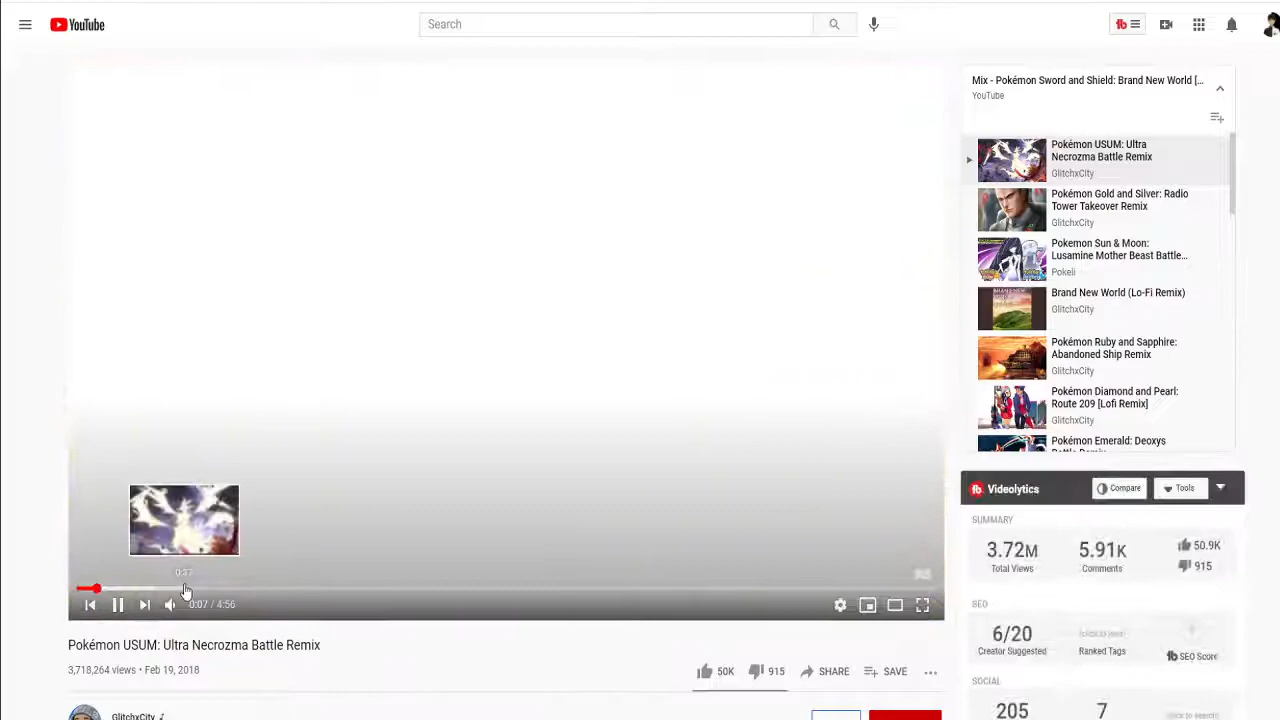 YouTube
Search
Mix - Pokémon Sword and Shield: Brand New World [...
YouTube
Pokémon USUM: Ultra
Necrozma Battle Remix
GlitchxCity
Pokémon Gold and Silver: Radio
Tower Takeover Remix
GlitchxCity
Pokemon Sun & Moon:
Lusamine Mother Beast Battle...
Pokeli
Brand New World (Lo-Fi Remix)
GlitchxCity
Pokémon Ruby and Sapphire:
Abandoned Ship Remix
GlitchxCity
Pokémon Diamond and Pearl:
Route 209 [Lofi Remix]
GlitchxCity
Pokémon Emerald: Deoxys
Battle Remix
0:37
0:07 / 4:56
Pokémon USUM: Ultra Necrozma Battle Remix
3,718,264 views • Feb 19, 2018
50K
915
SHARE
SAVE
GlitchxCity
Videolytics
Compare
Tools
SUMMARY
3.72M
Total Views
5.91K
Comments
50.9K
915
SEO
6/20
Creator Suggested
Ranked Tags
SEO Score
SOCIAL
205
7